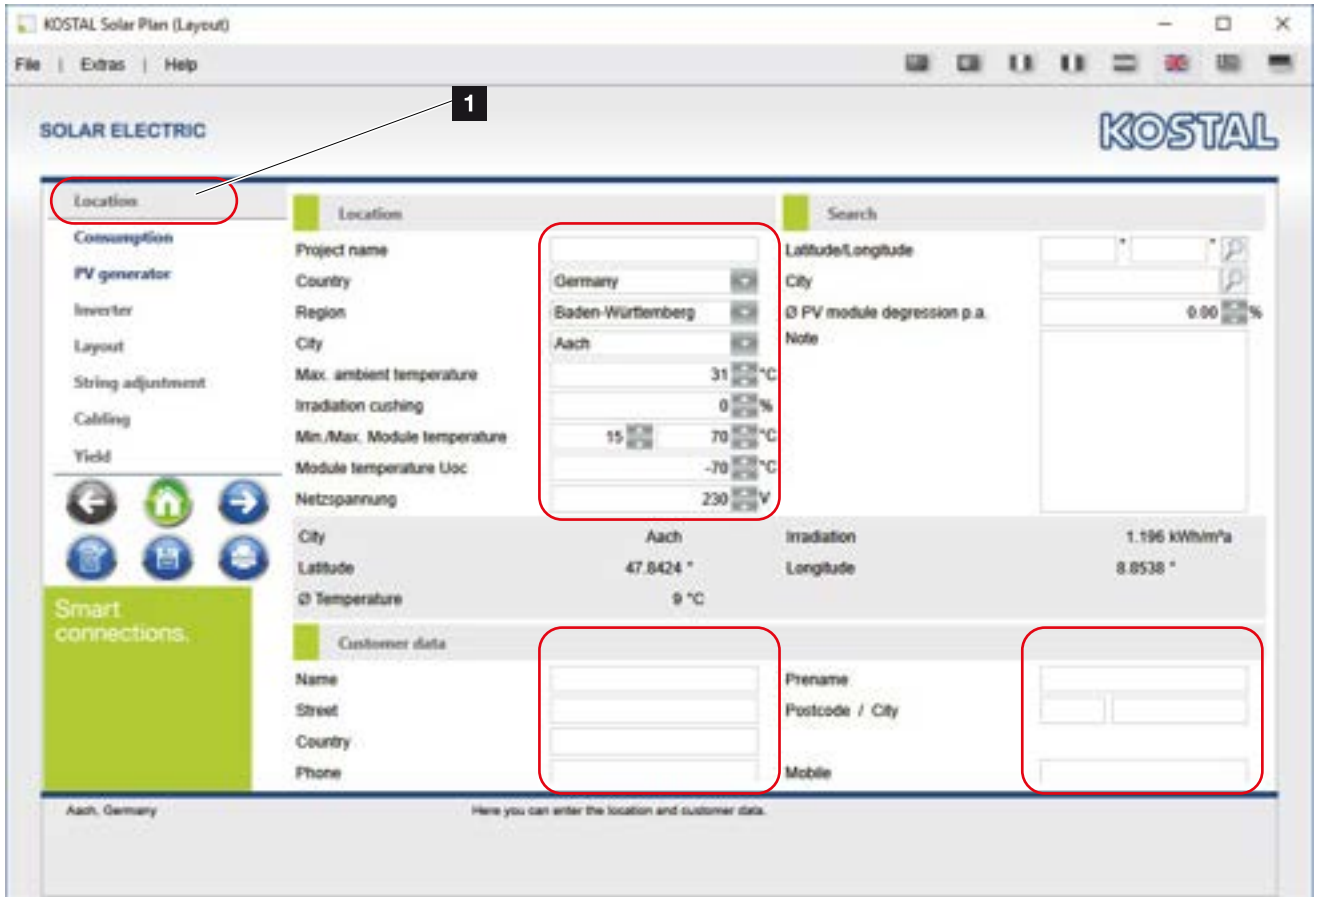 KOSTAL Solar Plan (Layout)
File | Extras | Help
1
SOLAR ELECTRIC
KOSTAL
Location
Consumption
PV generator
Inverter
Layout
String adjustment
Cabling
Yield
Smart
connections.
Location
Project name
Country Germany
Region Baden-Württemberg
City Aach
Max. ambient temperature 31 °C
Irradiation cushing 0 %
Min./Max. Module temperature 15 70 °C
Module temperature Uoc -70 °C
Netzspannung 230 V
Search
Latitude/Longitude ° °
City
Ø PV module degression p.a. 0.00 %
Note
City Aach Irradiation 1.196 kWh/m²a
Latitude 47.8424 ° Longitude 8.8538 °
Ø Temperature 9 °C
Customer data
Name Prename
Street Postcode / City
Country
Phone Mobile
Aach, Germany Here you can enter the location and customer data.